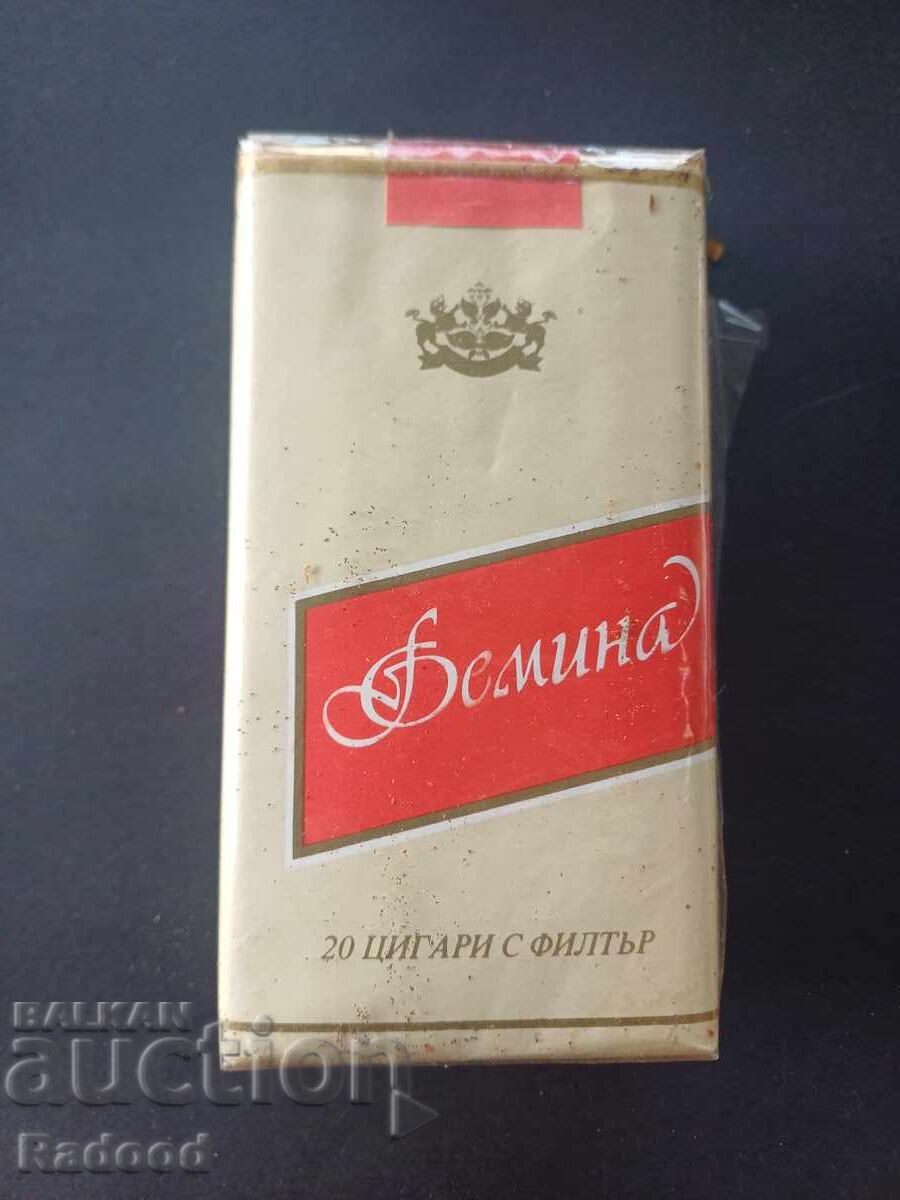 Фемина
20 ЦИГАРИ С ФИЛТЪР
BALKAN
auction
Radood